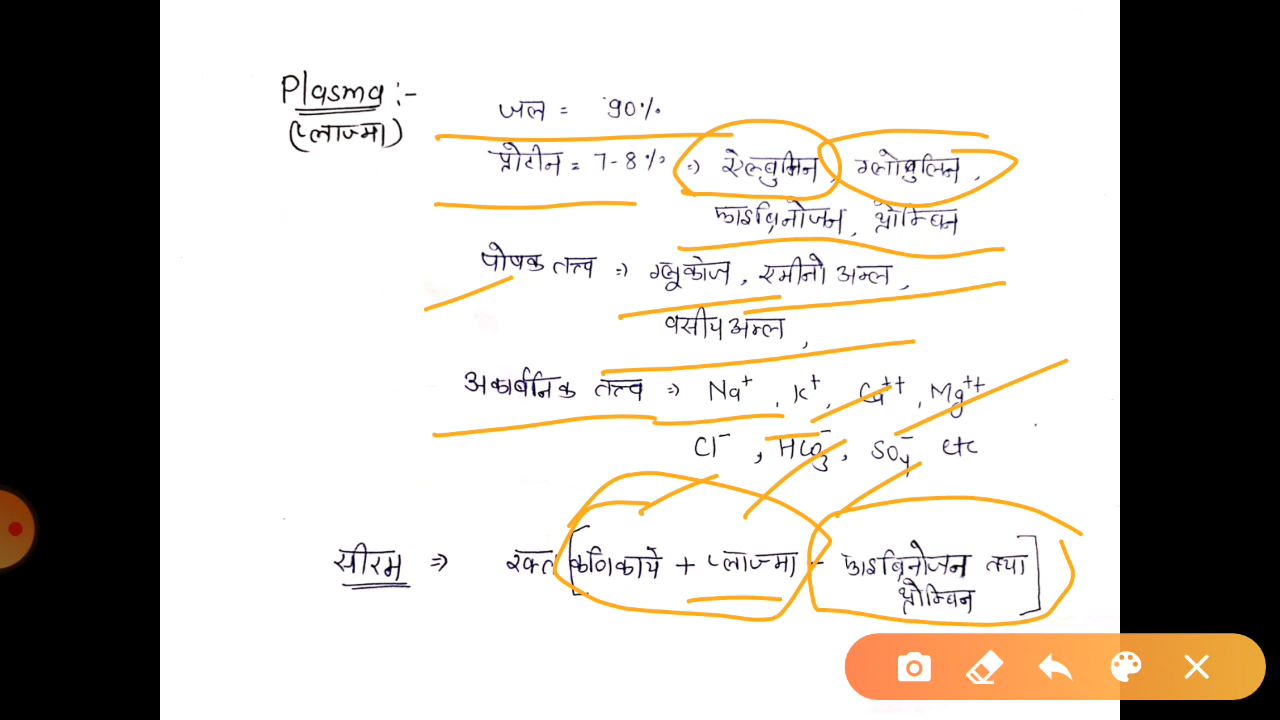 Plasma :-
(प्लाज्मा)
जल = 90%
प्रोटीन = 7-8% ⇒ ऐल्बुमिन, ग्लोबुलिन,
फाइब्रिनोजन, थ्रोम्बिन
पोषक तत्त्व ⇒ ग्लूकोज, एमीनो अम्ल,
वसीय अम्ल,
अकार्बनिक तत्त्व ⇒ Na⁺, K⁺, Ca⁺⁺, Mg⁺⁺
Cl⁻, HCO₃⁻, SO₄⁻ etc
सीरम ⇒ रक्त [कणिकाये + प्लाज्मा - फाइब्रिनोजन तथा
थ्रोम्बिन]